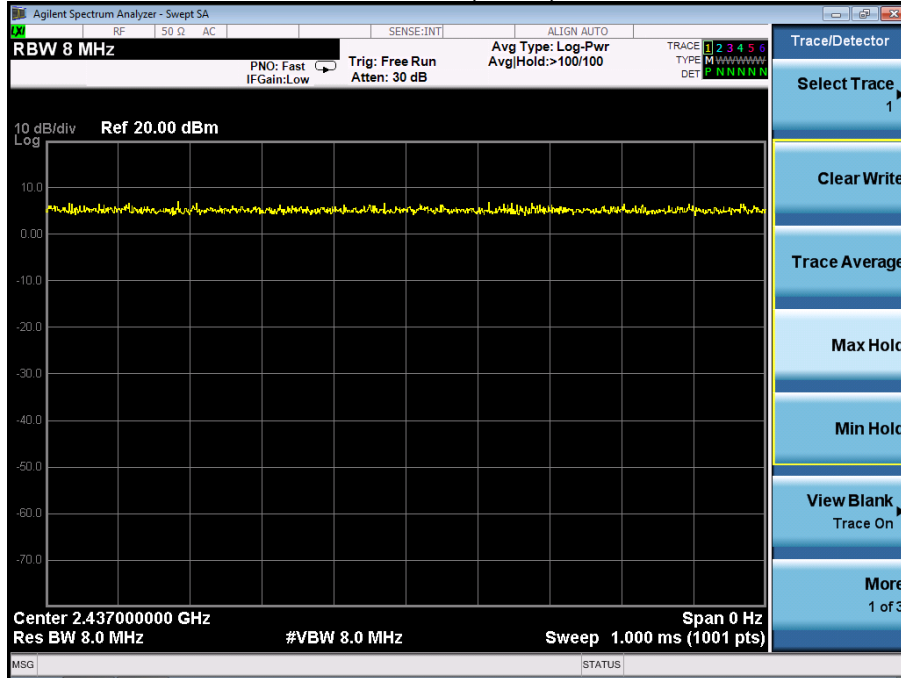 Agilent Spectrum Analyzer - Swept SA
LXI RF 50 Ω AC SENSE:INT ALIGN AUTO
RBW 8 MHz
PNO: Fast
IFGain:Low
Trig: Free Run
Atten: 30 dB
Avg Type: Log-Pwr
Avg|Hold:>100/100
TRACE 1 2 3 4 5 6
TYPE M WWWWW
DET P N N N N N
10 dB/div Ref 20.00 dBm
Log
10.0
0.00
-10.0
-20.0
-30.0
-40.0
-50.0
-60.0
-70.0
Center 2.437000000 GHz Span 0 Hz
Res BW 8.0 MHz #VBW 8.0 MHz Sweep 1.000 ms (1001 pts)
MSG STATUS
Trace/Detector
Select Trace
1
Clear Write
Trace Average
Max Hold
Min Hold
View Blank
Trace On
More
1 of 3